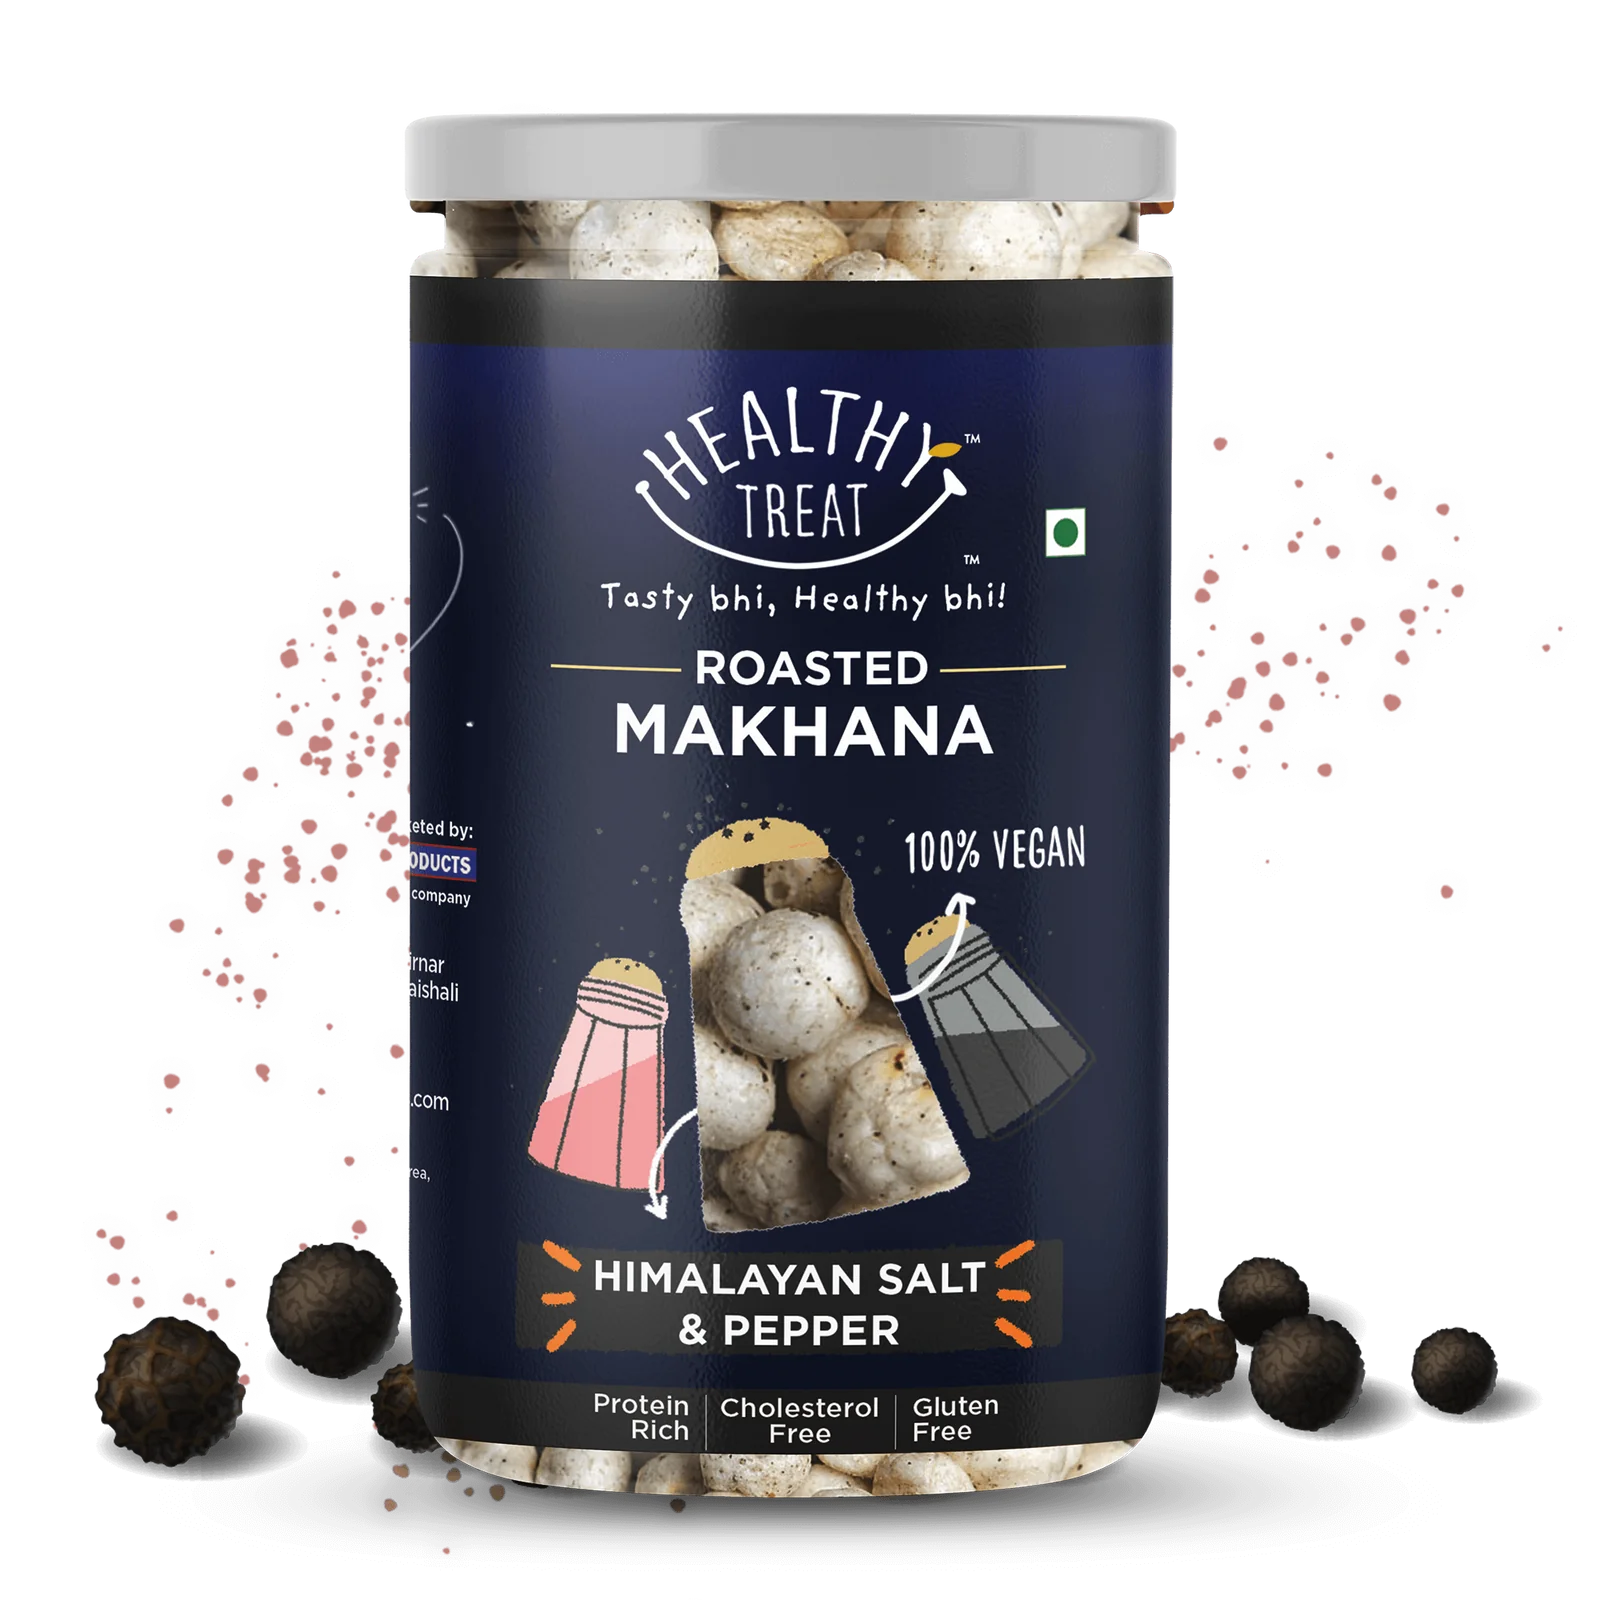 HEALTHY
TREAT
TM
TM
Tasty bhi, Healthy bhi!
ROASTED
MAKHANA
100% VEGAN
HIMALAYAN SALT
& PEPPER
Protein
Rich
Cholesterol
Free
Gluten
Free
by:
company
.com